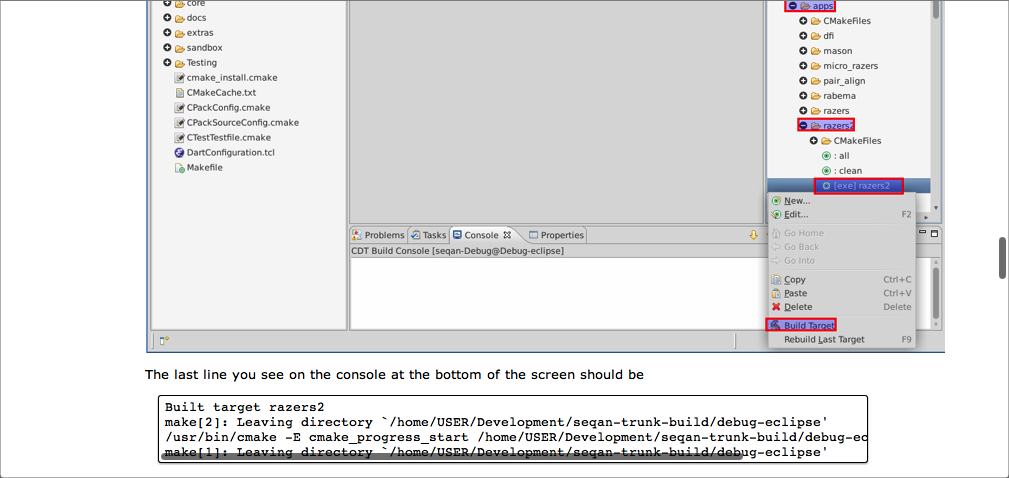 core
docs
extras
sandbox
Testing
cmake_install.cmake
CMakeCache.txt
CPackConfig.cmake
CPackSourceConfig.cmake
CTestTestfile.cmake
DartConfiguration.tcl
Makefile
apps
CMakeFiles
dfi
mason
micro_razers
pair_align
rabema
razers
razers2
CMakeFiles
: all
: clean
[exe] razers2
New...
Edit... F2
Go Home
Go Back
Go Into
Copy Ctrl+C
Paste Ctrl+V
Delete Delete
Build Target
Rebuild Last Target F9
Problems Tasks Console Properties
CDT Build Console [seqan-Debug@Debug-eclipse]
The last line you see on the console at the bottom of the screen should be
Built target razers2
make[2]: Leaving directory `/home/USER/Development/seqan-trunk-build/debug-eclipse'
/usr/bin/cmake -E cmake_progress_start /home/USER/Development/seqan-trunk-build/debug-ec
make[1]: Leaving directory `/home/USER/Development/seqan-trunk-build/debug-eclipse'